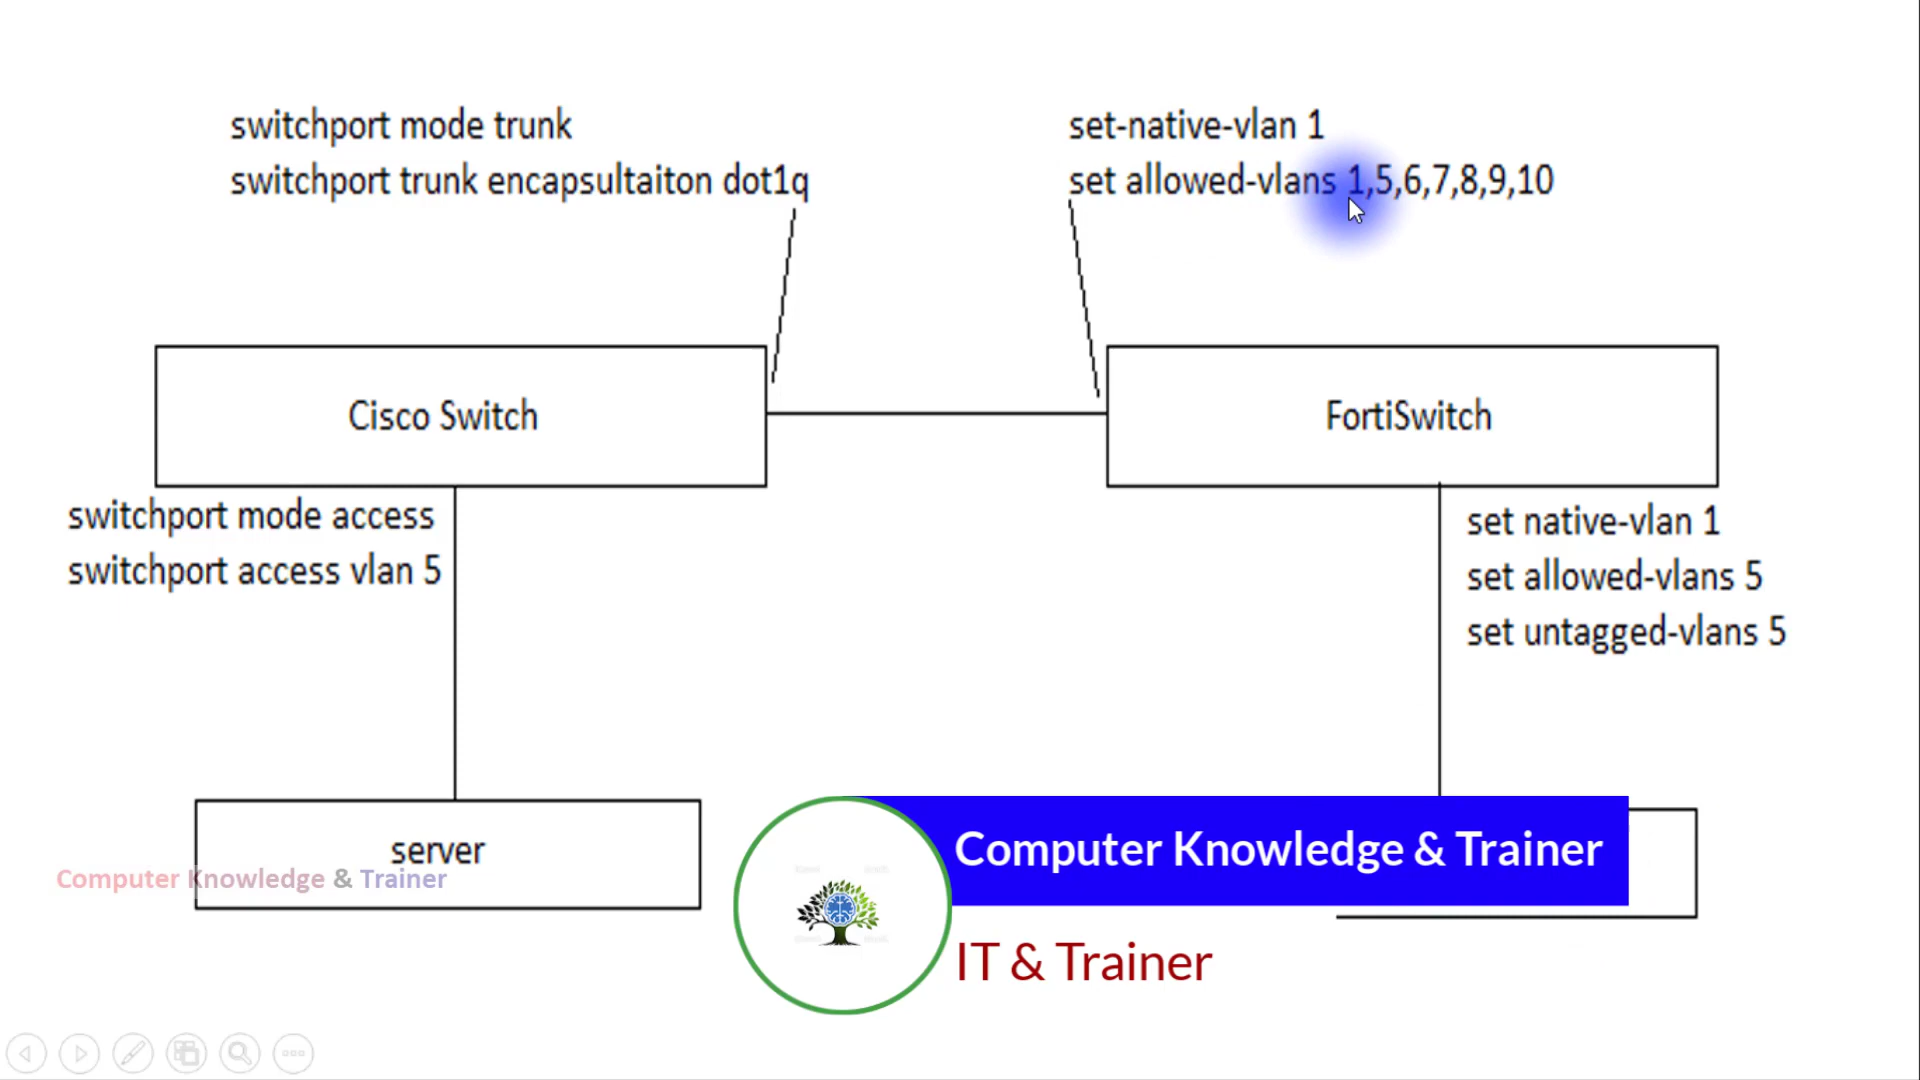 switchport mode trunk
switchport trunk encapsultaiton dot1q
set-native-vlan 1
set allowed-vlans 1,5,6,7,8,9,10
Cisco Switch
FortiSwitch
switchport mode access
switchport access vlan 5
set native-vlan 1
set allowed-vlans 5
set untagged-vlans 5
server
Computer Knowledge & Trainer
Computer Knowledge & Trainer
IT & Trainer